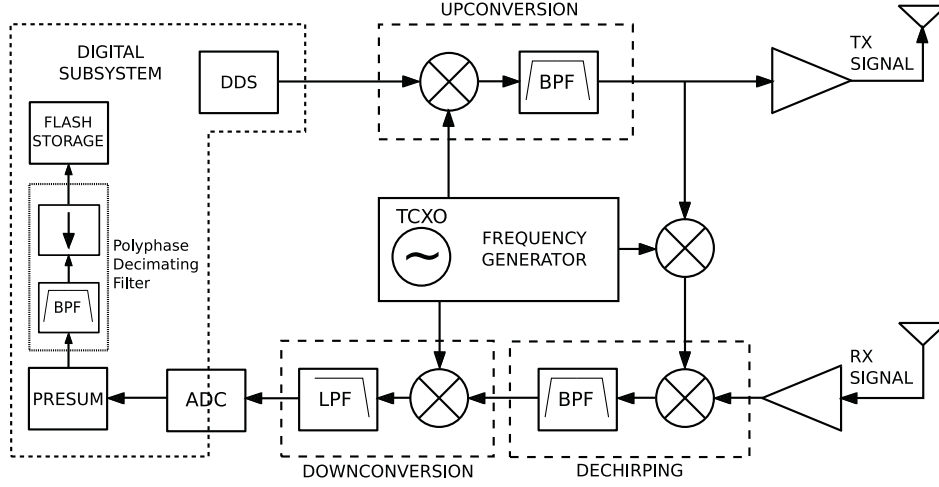 UPCONVERSION
DIGITAL
SUBSYSTEM
DDS
BPF
TX
SIGNAL
FLASH
STORAGE
TCXO
FREQUENCY
GENERATOR
Polyphase
Decimating
Filter
BPF
RX
SIGNAL
PRESUM
ADC
LPF
BPF
DOWNCONVERSION
DECHIRPING